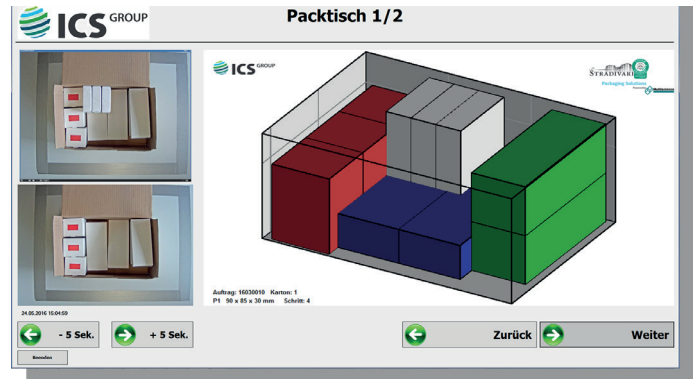 ICS GROUP
Packtisch 1/2
ICS GROUP
STRADIVARI
Packaging Solutions
Auftrag: 16030010 Karton: 1
P1 90 x 85 x 30 mm Schritt: 4
24.05.2016 15:04:59
- 5 Sek.
+ 5 Sek.
Zurück
Weiter
Beenden